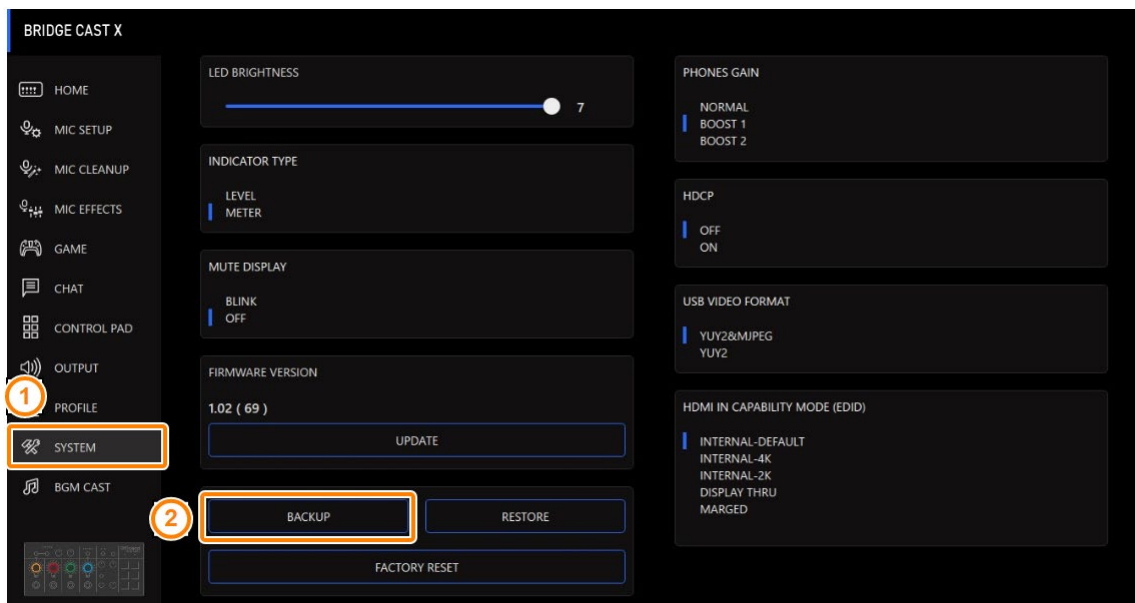 BRIDGE CAST X
HOME
MIC SETUP
MIC CLEANUP
MIC EFFECTS
GAME
CHAT
CONTROL PAD
OUTPUT
1
PROFILE
SYSTEM
BGM CAST
LED BRIGHTNESS
7
INDICATOR TYPE
LEVEL
METER
MUTE DISPLAY
BLINK
OFF
FIRMWARE VERSION
1.02 ( 69 )
UPDATE
2
BACKUP
RESTORE
FACTORY RESET
PHONES GAIN
NORMAL
BOOST 1
BOOST 2
HDCP
OFF
ON
USB VIDEO FORMAT
YUY2&MJPEG
YUY2
HDMI IN CAPABILITY MODE (EDID)
INTERNAL-DEFAULT
INTERNAL-4K
INTERNAL-2K
DISPLAY THRU
MARGED